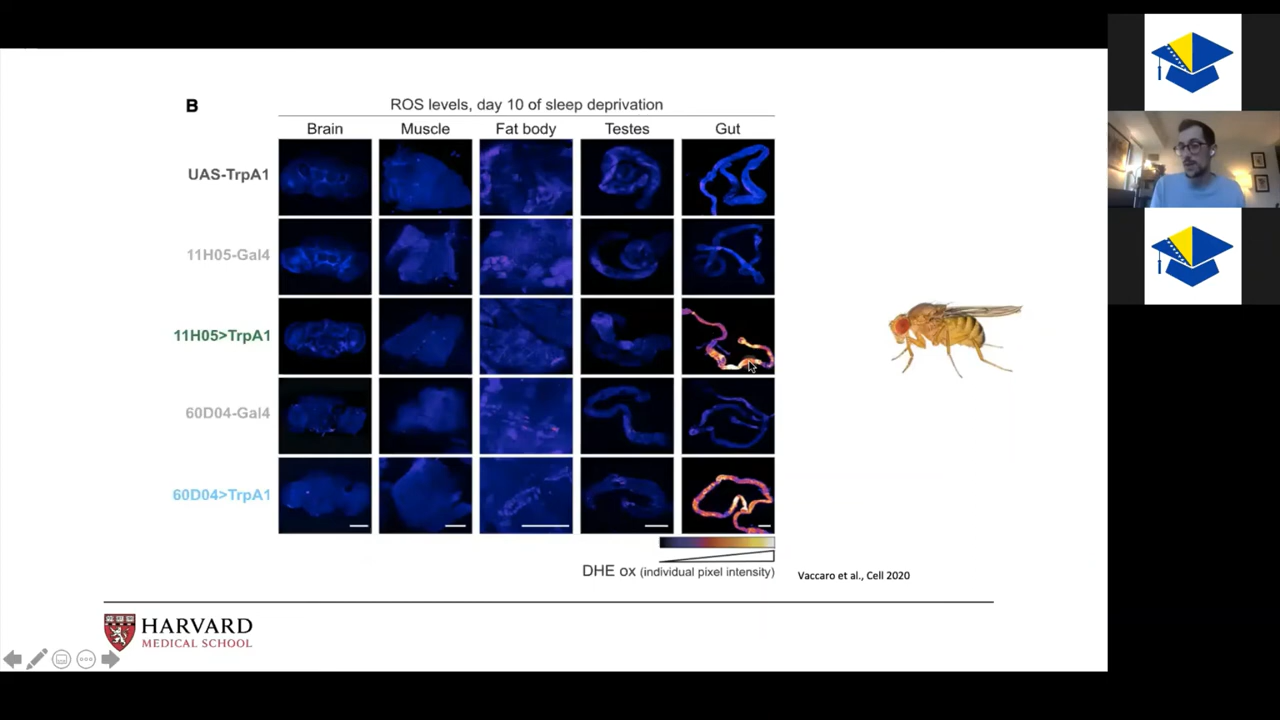 B
ROS levels, day 10 of sleep deprivation
Brain Muscle Fat body Testes Gut
UAS-TrpA1
11H05-Gal4
11H05>TrpA1
60D04-Gal4
60D04>TrpA1
DHE ox (individual pixel intensity)
Vaccaro et al., Cell 2020
HARVARD
MEDICAL SCHOOL